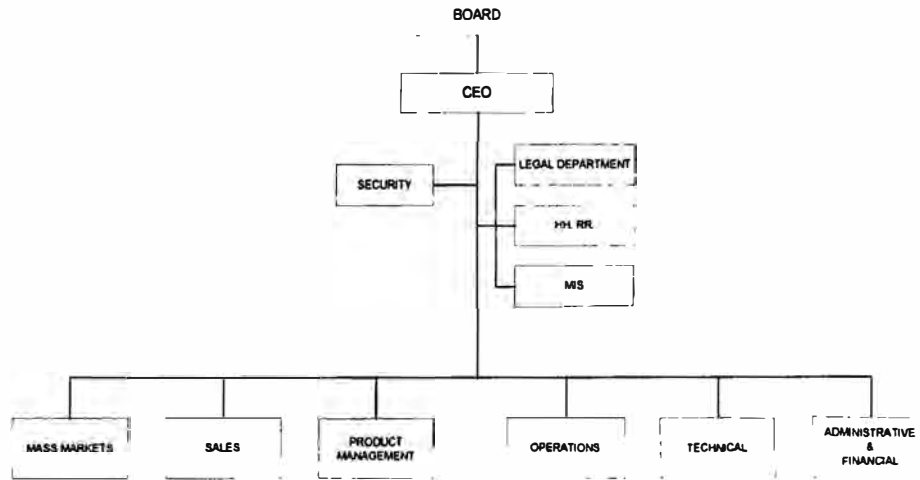 BOARD
CEO
LEGAL DEPARTMENT
SECURITY
HH. RR.
MIS
MASS MARKETS
SALES
PRODUCT
MANAGEMENT
OPERATIONS
TECHNICAL
ADMINISTRATIVE
&
FINANCIAL